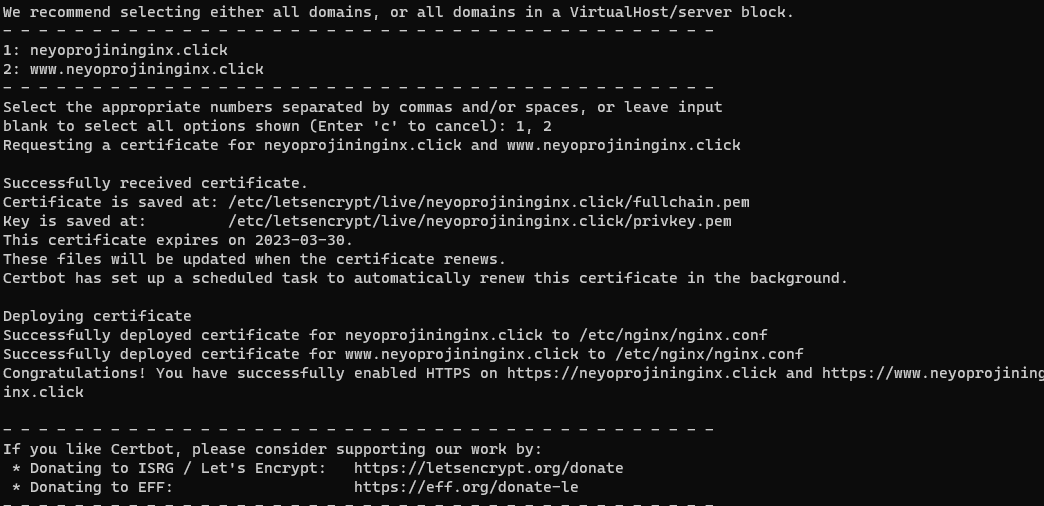 We recommend selecting either all domains, or all domains in a VirtualHost/server block.
- - - - - - - - - - - - - - - - - - - - - - - - - - - - - - - - - - - - - - - -
1: neyoprojininginx.click
2: www.neyoprojininginx.click
- - - - - - - - - - - - - - - - - - - - - - - - - - - - - - - - - - - - - - - -
Select the appropriate numbers separated by commas and/or spaces, or leave input
blank to select all options shown (Enter 'c' to cancel): 1, 2
Requesting a certificate for neyoprojininginx.click and www.neyoprojininginx.click

Successfully received certificate.
Certificate is saved at: /etc/letsencrypt/live/neyoprojininginx.click/fullchain.pem
Key is saved at:         /etc/letsencrypt/live/neyoprojininginx.click/privkey.pem
This certificate expires on 2023-03-30.
These files will be updated when the certificate renews.
Certbot has set up a scheduled task to automatically renew this certificate in the background.

Deploying certificate
Successfully deployed certificate for neyoprojininginx.click to /etc/nginx/nginx.conf
Successfully deployed certificate for www.neyoprojininginx.click to /etc/nginx/nginx.conf
Congratulations! You have successfully enabled HTTPS on https://neyoprojininginx.click and https://www.neyoprojining
inx.click

- - - - - - - - - - - - - - - - - - - - - - - - - - - - - - - - - - - - - - - -
If you like Certbot, please consider supporting our work by:
 * Donating to ISRG / Let's Encrypt:   https://letsencrypt.org/donate
 * Donating to EFF:                    https://eff.org/donate-le
- - - - - - - - - - - - - - - - - - - - - - - - - - - - - - - - - - - - - - - -